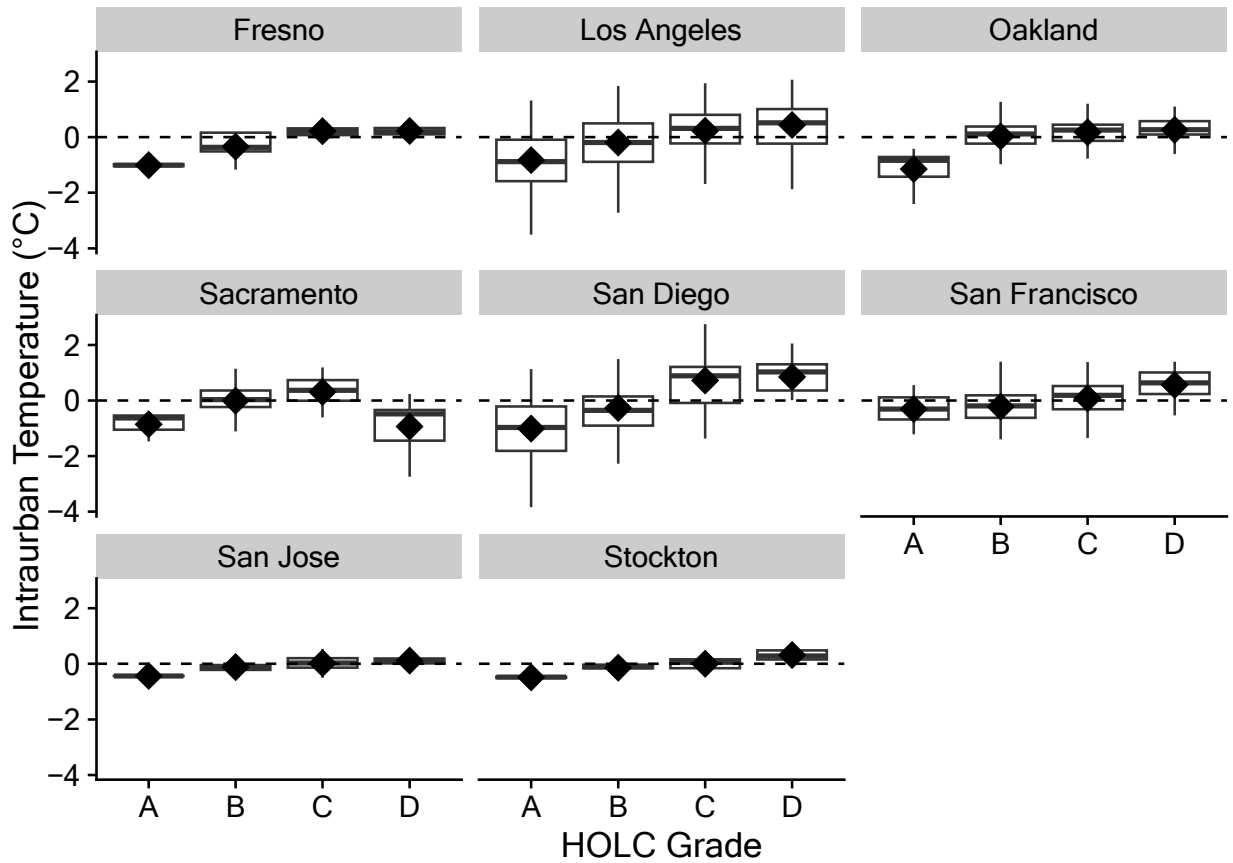 Fresno
Los Angeles
Oakland
2
0
−2
−4
Sacramento
San Diego
San Francisco
2
0
−2
−4
A B C D
San Jose
Stockton
2
0
−2
−4
A B C D
A B C D
Intraurban Temperature (°C)
HOLC Grade